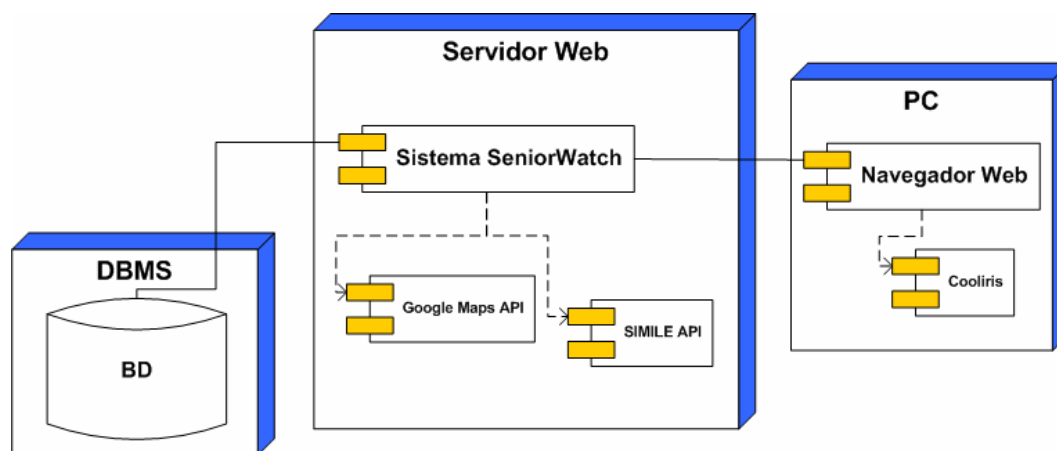 Servidor Web
PC
Sistema SeniorWatch
Navegador Web
DBMS
Cooliris
Google Maps API
SIMILE API
BD